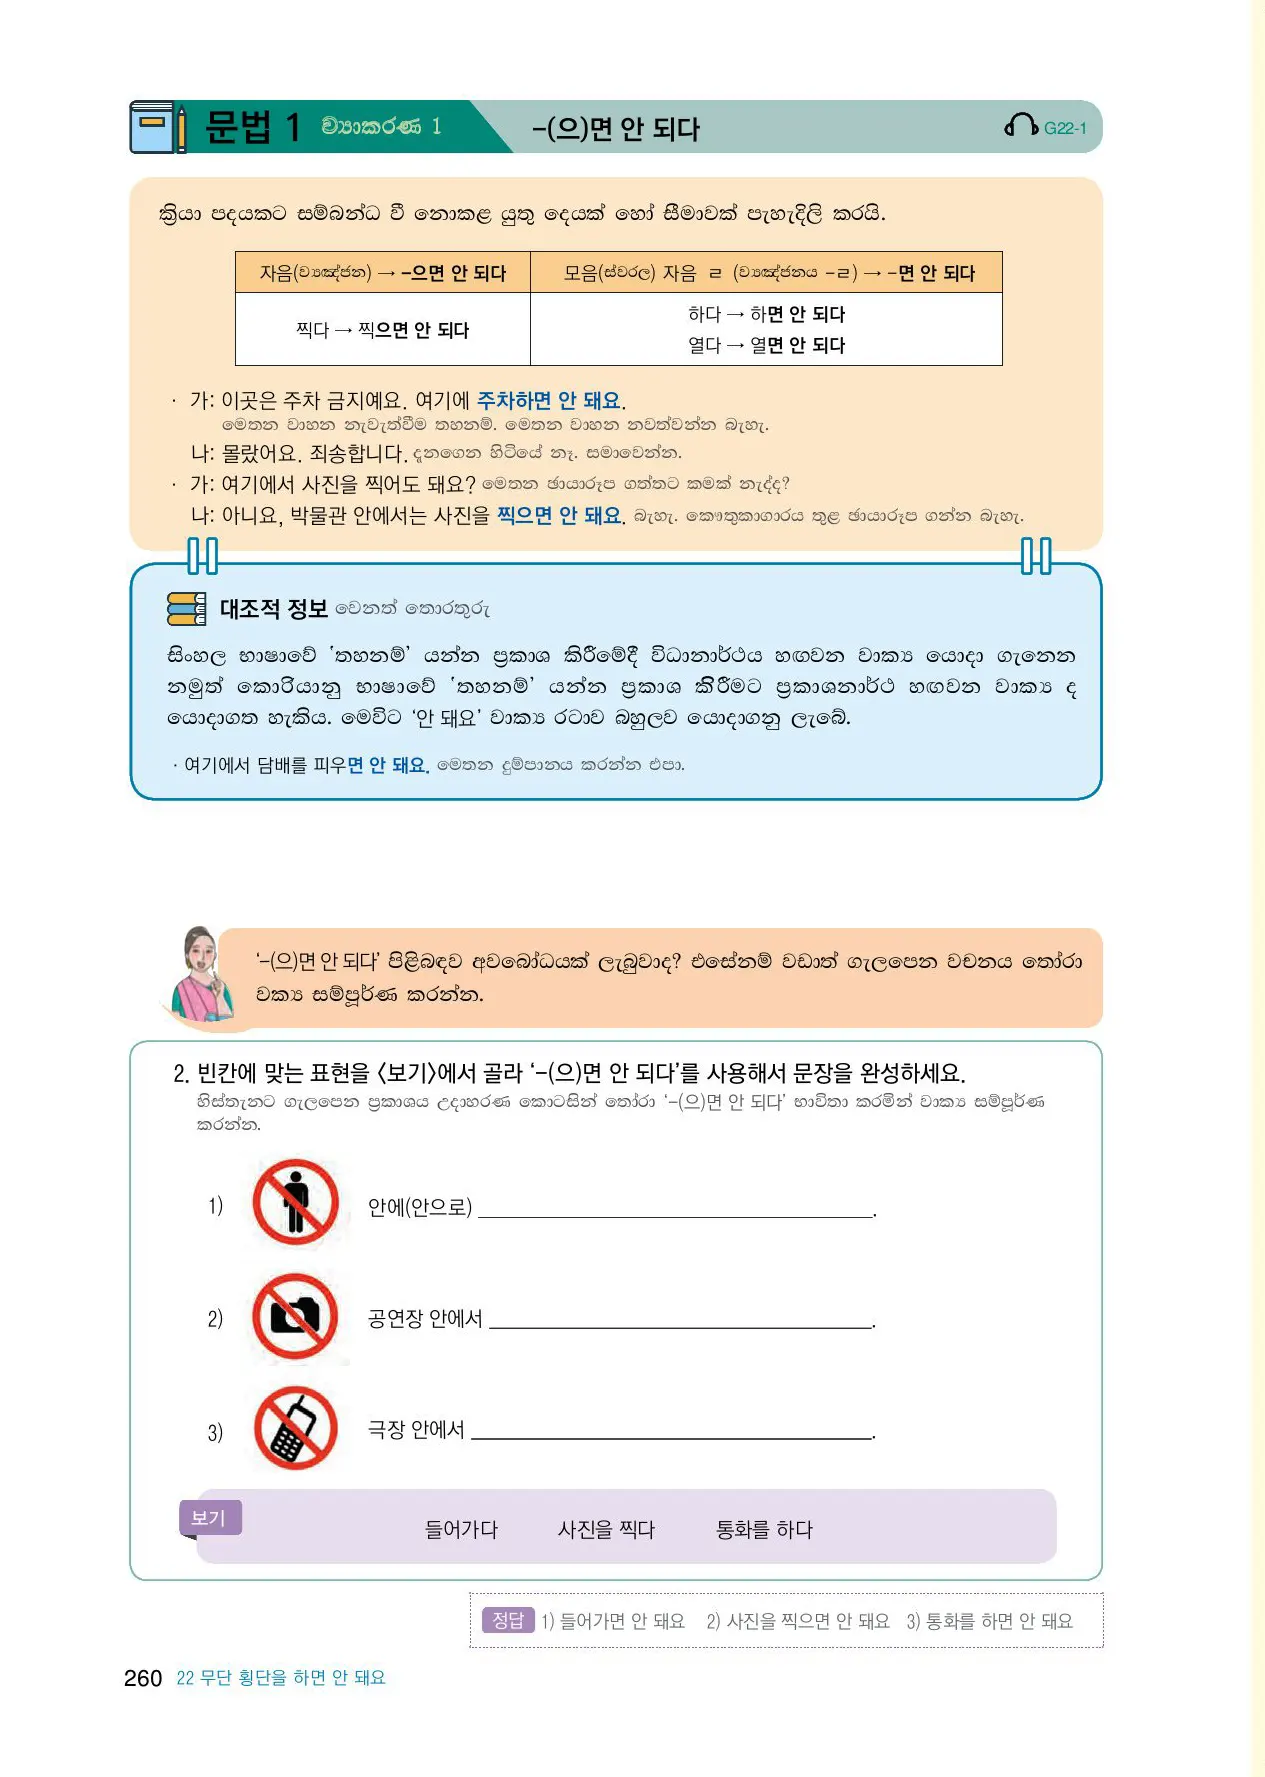 문법 1 ව්‍යාකරණ 1 -(으)면 안 되다 G22-1
ක්‍රියා පදයකට සම්බන්ධ වී නොකළ යුතු දෙයක් හෝ සීමාවක් පැහැදිලි කරයි.
자음(ව්‍යඤ්ජන) → -으면 안 되다 모음(ස්වරල) 자음 ㄹ (ව්‍යඤ්ජනය -ㄹ) → -면 안 되다
찍다 → 찍으면 안 되다
하다 → 하면 안 되다
열다 → 열면 안 되다
· 가: 이곳은 주차 금지예요. 여기에 주차하면 안 돼요.
මෙතන වාහන නැවැත්වීම තහනම්. මෙතන වාහන නවත්වන්න බැහැ.
나: 몰랐어요. 죄송합니다. දැනගෙන හිටියේ නෑ. සමාවෙන්න.
· 가: 여기에서 사진을 찍어도 돼요? මෙතන ඡායාරූප ගත්තට කමක් නැද්ද?
나: 아니요, 박물관 안에서는 사진을 찍으면 안 돼요. බැහැ. කෞතුකාගාරය තුළ ඡායාරූප ගන්න බැහැ.
대조적 정보 වෙනත් තොරතුරු
සිංහල භාෂාවේ ‘තහනම්’ යන්න ප්‍රකාශ කිරීමේදී විධානාර්ථය හඟවන වාක්‍ය යොදා ගැනෙන
නමුත් කොරියානු භාෂාවේ ‘තහනම්’ යන්න ප්‍රකාශ කිරීමට ප්‍රකාශනාර්ථ හඟවන වාක්‍ය ද
යොදාගත හැකිය. මෙවිට ‘안 돼요’ වාක්‍ය රටාව බහුලව යොදාගනු ලැබේ.
· 여기에서 담배를 피우면 안 돼요. මෙතන දුම්පානය කරන්න එපා.
‘-(으)면 안 되다’ පිළිබඳව අවබෝධයක් ලැබුවාද? එසේනම් වඩාත් ගැලපෙන වචනය තෝරා
වක්‍ය සම්පූර්ණ කරන්න.
2. 빈칸에 맞는 표현을 〈보기〉에서 골라 ‘-(으)면 안 되다’를 사용해서 문장을 완성하세요.
හිස්තැනට ගැලපෙන ප්‍රකාශය උදාහරණ කොටසින් තෝරා ‘-(으)면 안 되다’ භාවිතා කරමින් වාක්‍ය සම්පූර්ණ
කරන්න.
1) 안에(안으로) ____________________.
2) 공연장 안에서 ____________________.
3) 극장 안에서 ____________________.
보기
들어가다 사진을 찍다 통화를 하다
정답 1) 들어가면 안 돼요 2) 사진을 찍으면 안 돼요 3) 통화를 하면 안 돼요
260 22 무단 횡단을 하면 안 돼요